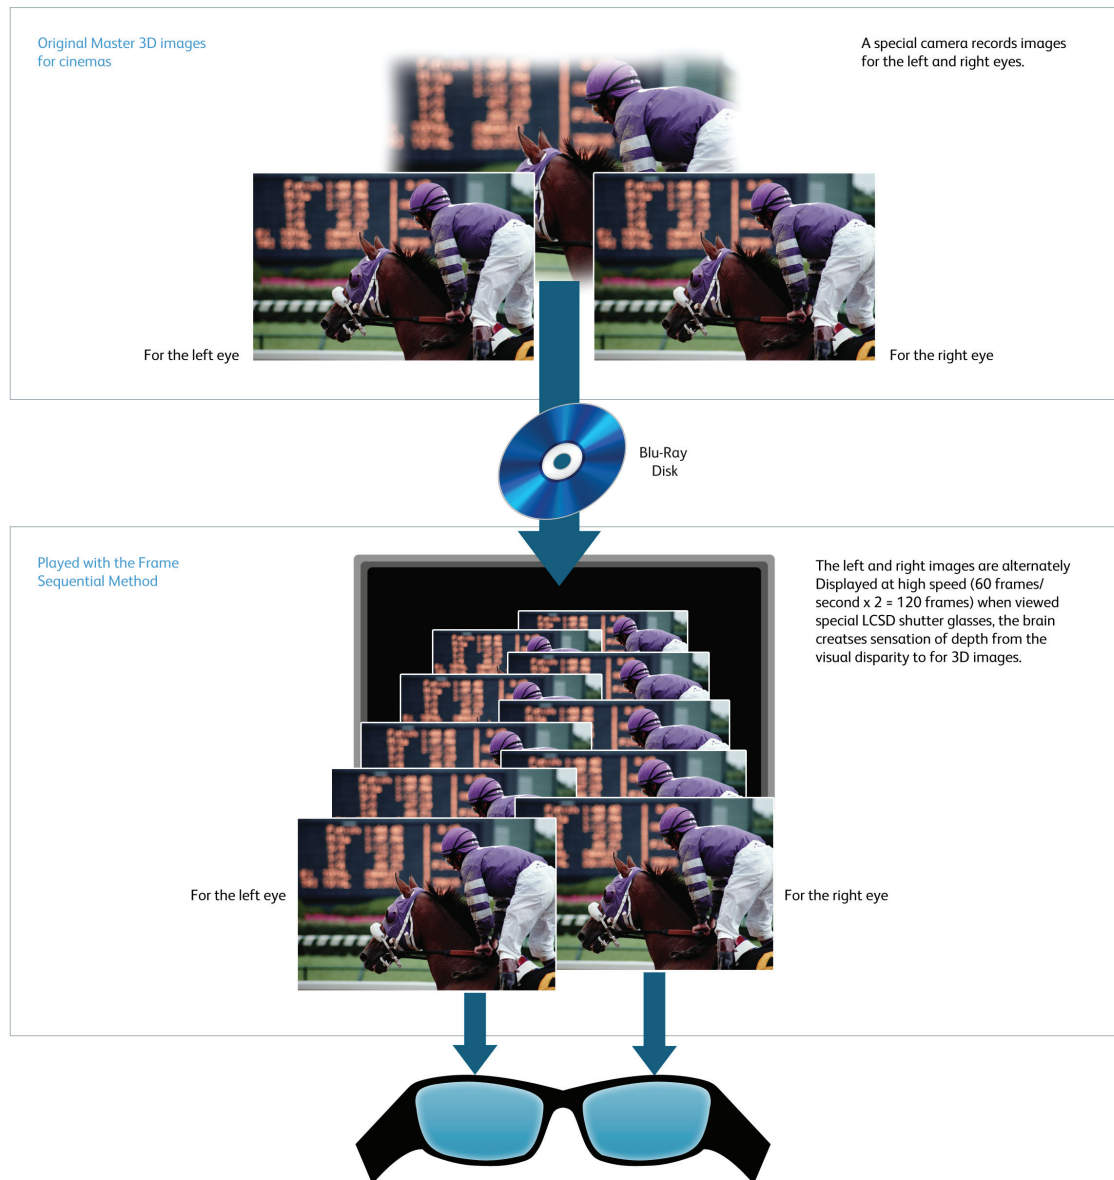 Original Master 3D images
for cinemas
A special camera records images
for the left and right eyes.
For the left eye
For the right eye
Blu-Ray
Disk
Played with the Frame
Sequential Method
The left and right images are alternately
Displayed at high speed (60 frames/
second x 2 = 120 frames) when viewed
special LCSD shutter glasses, the brain
creatses sensation of depth from the
visual disparity to for 3D images.
For the left eye
For the right eye